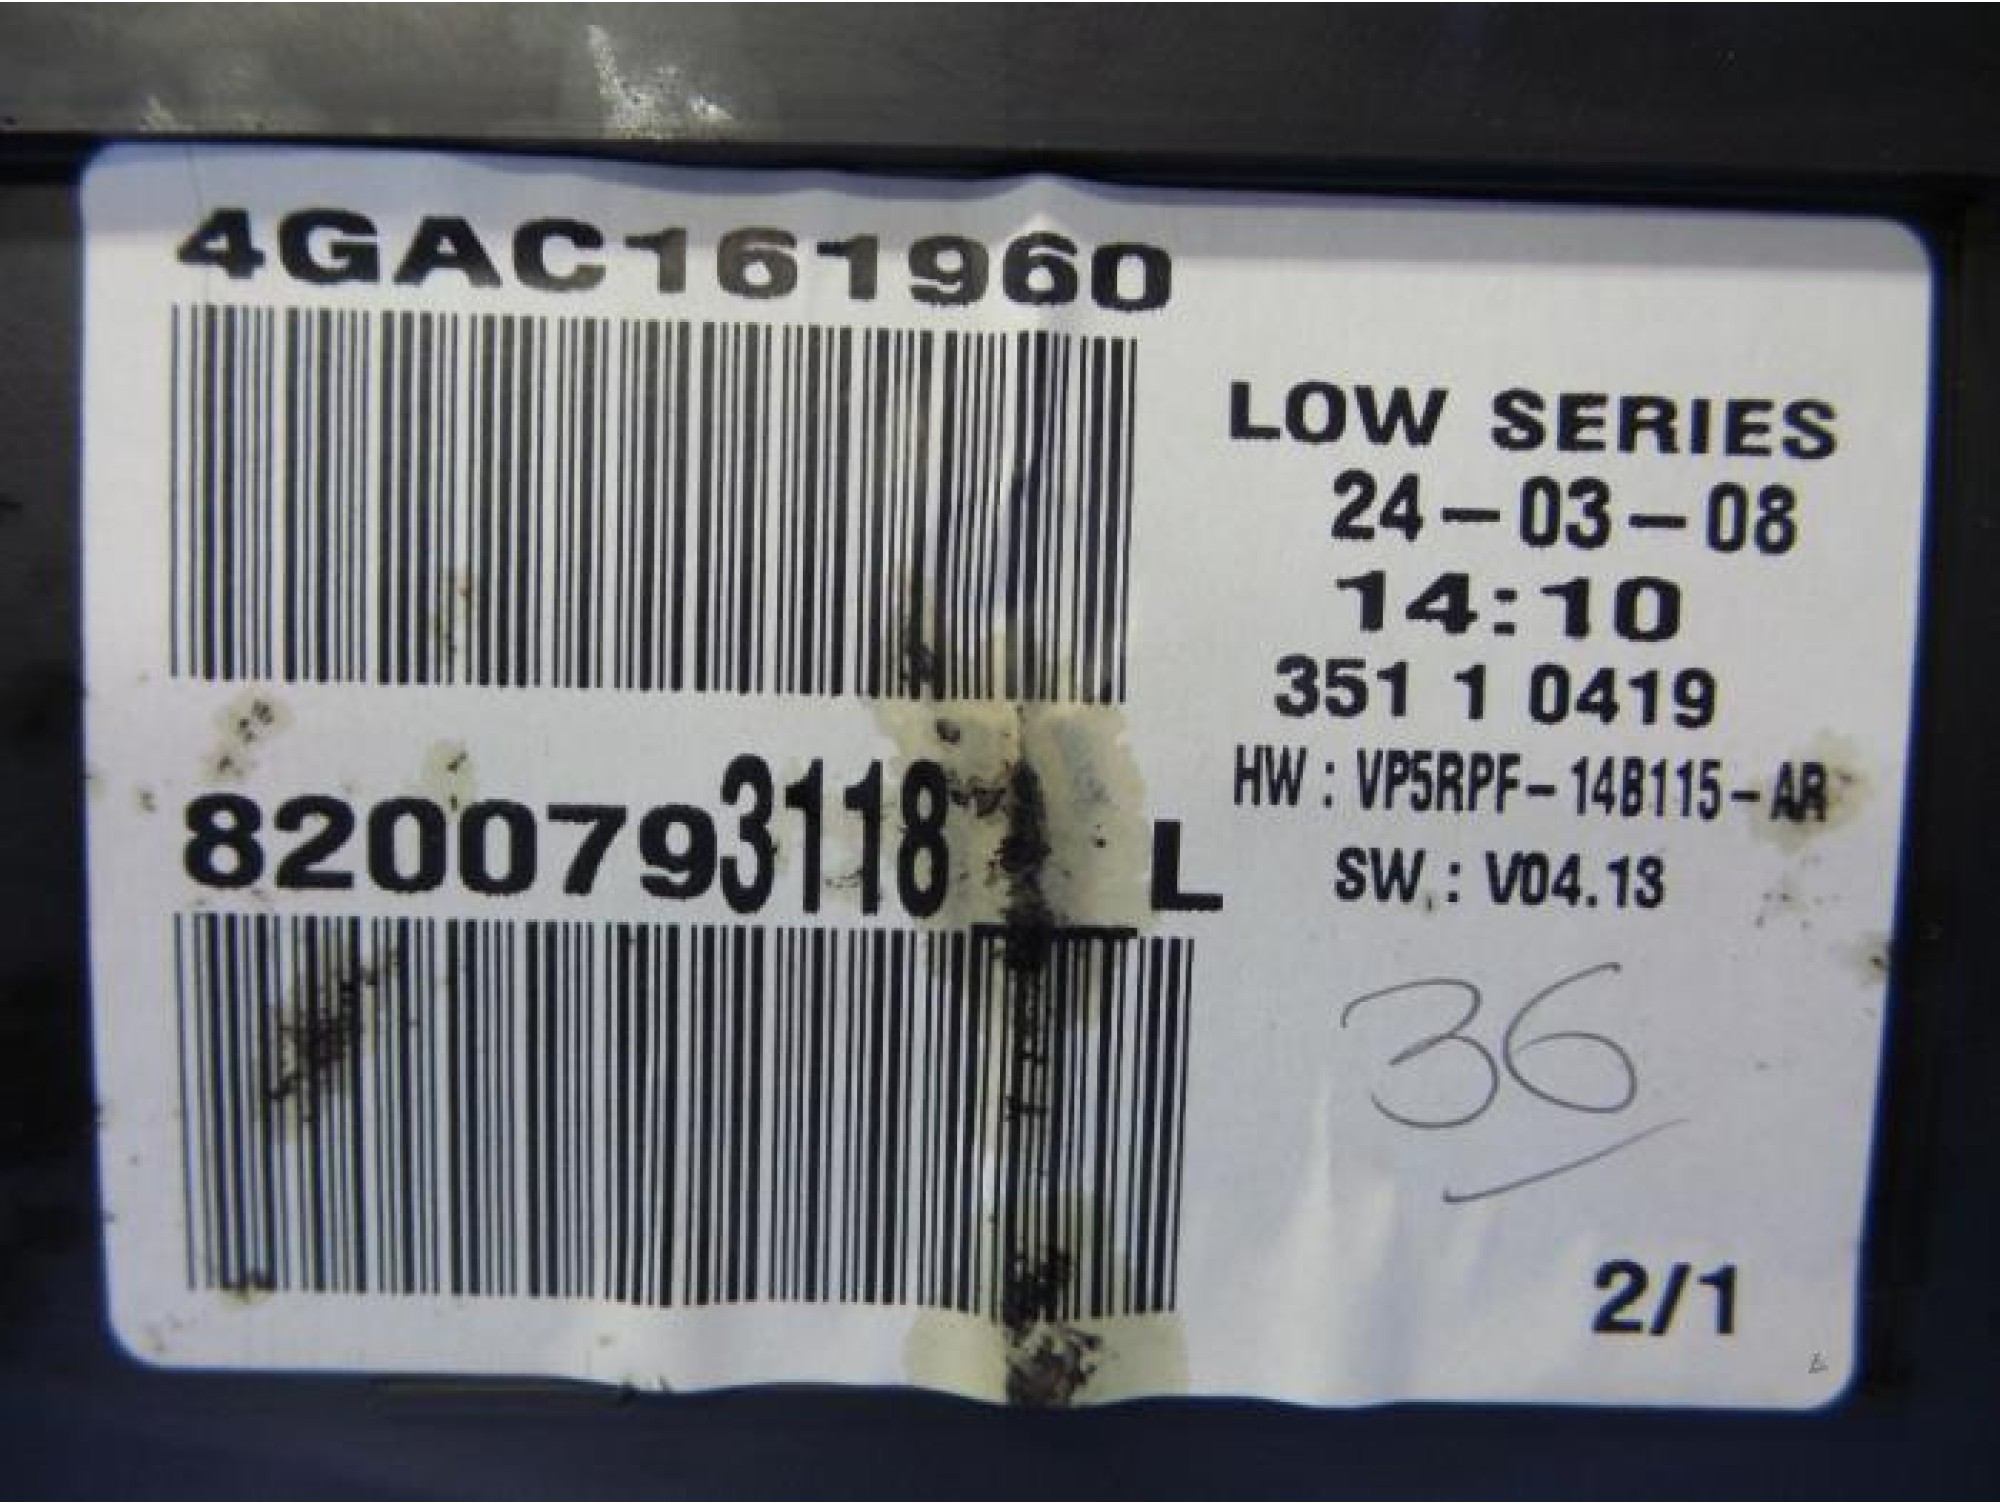 4GAC161960
LOW SERIES
24-03-08
14:10
351 1 0419
HW : VP5RPF-14B115-AR
8200793118 L
SW : V04.13
36
2/1